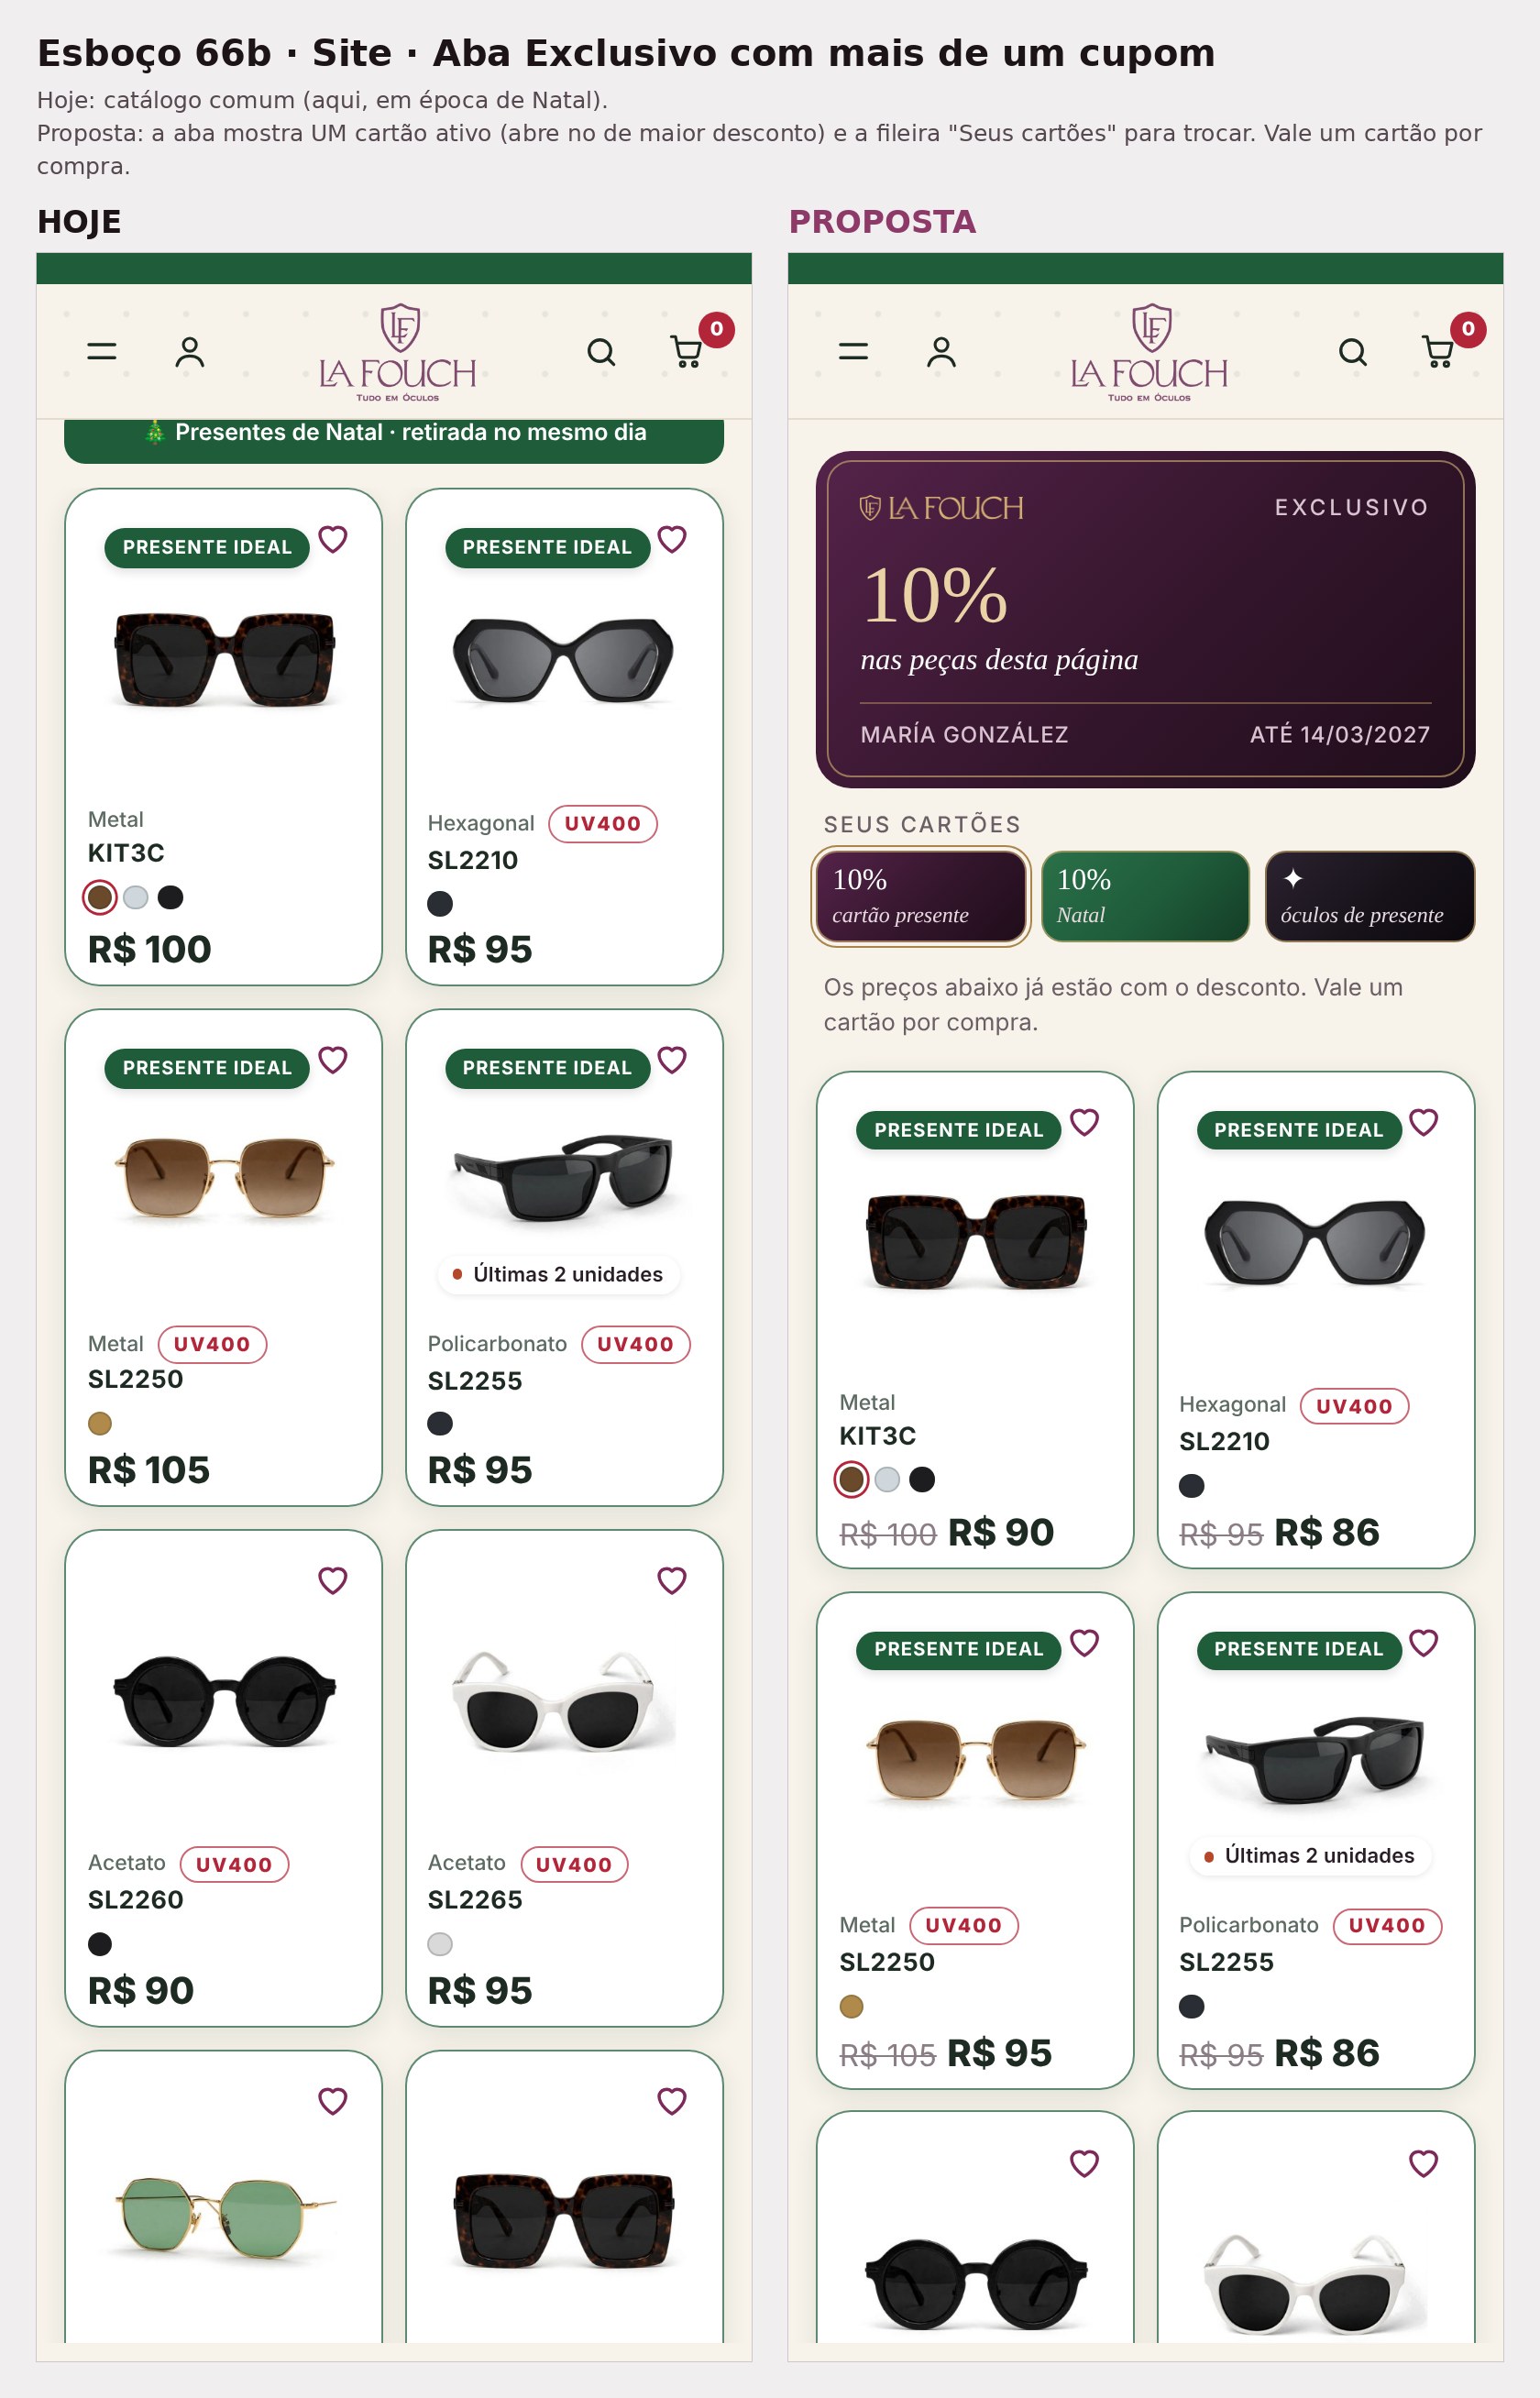 Esboço 66b · Site · Aba Exclusivo com mais de um cupom
Hoje: catálogo comum (aqui, em época de Natal).
Proposta: a aba mostra UM cartão ativo (abre no de maior desconto) e a fileira "Seus cartões" para trocar. Vale um cartão por
compra.
HOJE
LF
LA FOUCH
TUDO EM ÓCULOS
0
🎄 Presentes de Natal · retirada no mesmo dia
PRESENTE IDEAL
PRESENTE IDEAL
Metal
KIT3C
R$ 100
Hexagonal UV400
SL2210
R$ 95
PRESENTE IDEAL
PRESENTE IDEAL
Últimas 2 unidades
Metal UV400
SL2250
R$ 105
Policarbonato UV400
SL2255
R$ 95
Acetato UV400
SL2260
R$ 90
Acetato UV400
SL2265
R$ 95
PROPOSTA
LF
LA FOUCH
TUDO EM ÓCULOS
0
LF LA FOUCH
EXCLUSIVO
10%
nas peças desta página
MARÍA GONZÁLEZ
ATÉ 14/03/2027
SEUS CARTÕES
10%
cartão presente
10%
Natal
✦
óculos de presente
Os preços abaixo já estão com o desconto. Vale um
cartão por compra.
PRESENTE IDEAL
PRESENTE IDEAL
Metal
KIT3C
R$ 100 R$ 90
Hexagonal UV400
SL2210
R$ 95 R$ 86
PRESENTE IDEAL
PRESENTE IDEAL
Últimas 2 unidades
Metal UV400
SL2250
R$ 105 R$ 95
Policarbonato UV400
SL2255
R$ 95 R$ 86